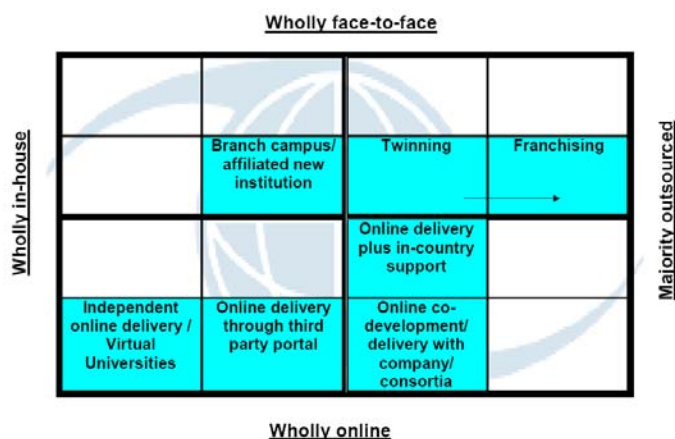 Wholly face-to-face
Wholly in-house
Majority outsourced
Branch campus/
affiliated new
institution
Twinning
Franchising
Online delivery
plus in-country
support
Independent
online delivery /
Virtual
Universities
Online delivery
through third
party portal
Online co-
development/
delivery with
company/
consortia
Wholly online